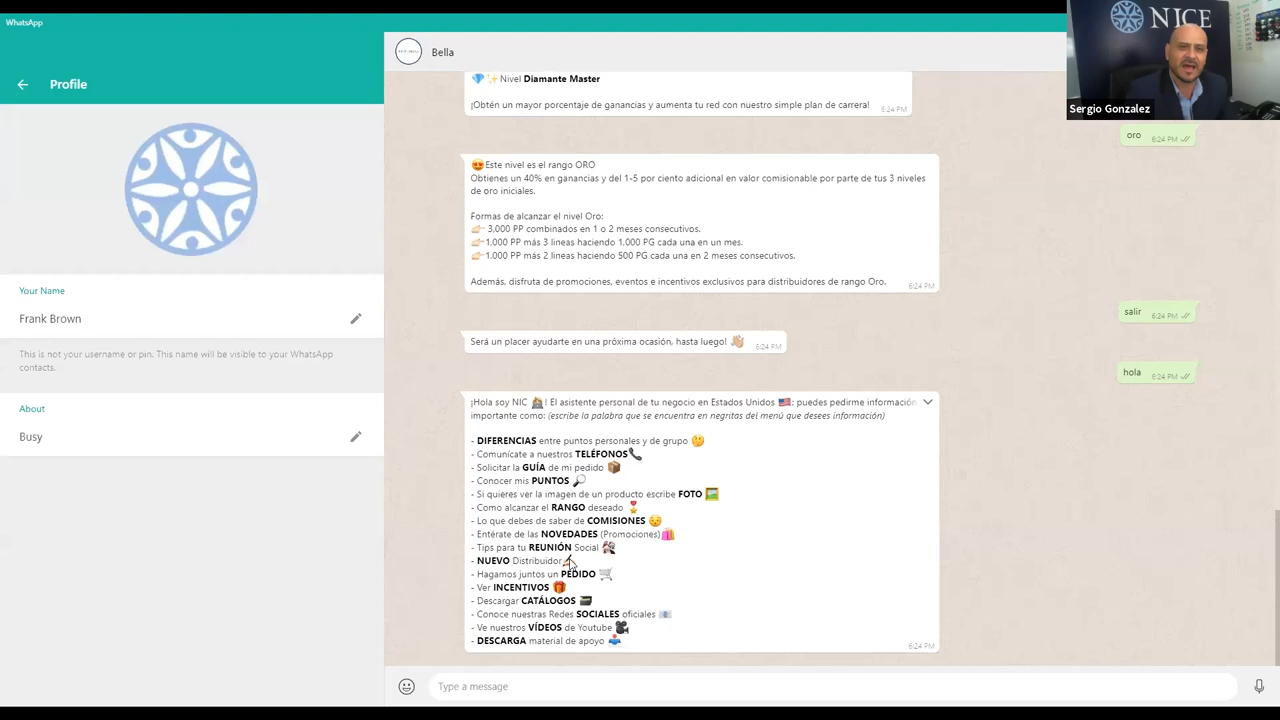 WhatsApp
Profile
Your Name
Frank Brown
This is not your username or pin. This name will be visible to your WhatsApp
contacts.
About
Busy
Bella
💎✨Nivel Diamante Master
¡Obtén un mayor porcentaje de ganancias y aumenta tu red con nuestro simple plan de carrera! 6:24 PM
oro 6:24 PM
😍Este nivel es el rango ORO
Obtienes un 40% en ganancias y del 1-5 por ciento adicional en valor comisionable por parte de tus 3 niveles
de oro iniciales.
Formas de alcanzar el nivel Oro:
👉🏻 3,000 PP combinados en 1 o 2 meses consecutivos.
👉🏻1,000 PP más 3 lineas haciendo 1,000 PG cada una en un mes.
👉🏻1,000 PP más 2 lineas haciendo 500 PG cada una en 2 meses consecutivos.
Además, disfruta de promociones, eventos e incentivos exclusivos para distribuidores de rango Oro. 6:24 PM
salir 6:24 PM
Será un placer ayudarte en una próxima ocasión, hasta luego! 👋🏻 6:24 PM
hola 6:24 PM
¡Hola soy NIC ! El asistente personal de tu negocio en Estados Unidos 🇺🇸; puedes pedirme información
importante como: (escribe la palabra que se encuentra en negritas del menú que desees información)
- DIFERENCIAS entre puntos personales y de grupo 🤔
- Comunícate a nuestros TELÉFONOS📞
- Solicitar la GUÍA de mi pedido 📦
- Conocer mis PUNTOS 🔎
- Si quieres ver la imagen de un producto escribe FOTO 🖼️
- Como alcanzar el RANGO deseado 🎖️
- Lo que debes de saber de COMISIONES 😯
- Entérate de las NOVEDADES (Promociones)🛍️
- Tips para tu REUNIÓN Social
- NUEVO Distribuidor
- Hagamos juntos un PEDIDO 🛒
- Ver INCENTIVOS 🎁
- Descargar CATÁLOGOS
- Conoce nuestras Redes SOCIALES oficiales 📧
- Ve nuestros VÍDEOS de Youtube 🎥
- DESCARGA material de apoyo 📥
6:24 PM
Type a message
NICE
Sergio Gonzalez